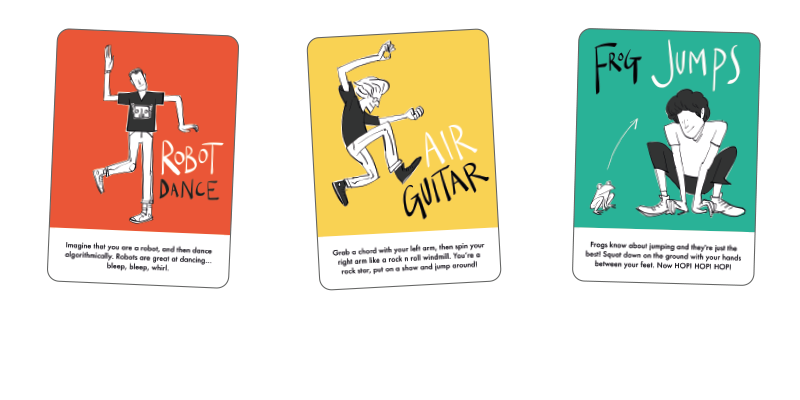 ROBOT
DANCE
Imagine that you are a robot, and then dance
algorithmically. Robots are great at dancing...
bleep, bleep, whirl.
AIR
GUITAR
Grab a chord with your left arm, then spin your
right arm like a rock n roll windmill. You're a
rock star, put on a show and jump around!
FROG JUMPS
Frogs know about jumping and they're just the
best! Squat down on the ground with your hands
between your feet. Now HOP! HOP! HOP!